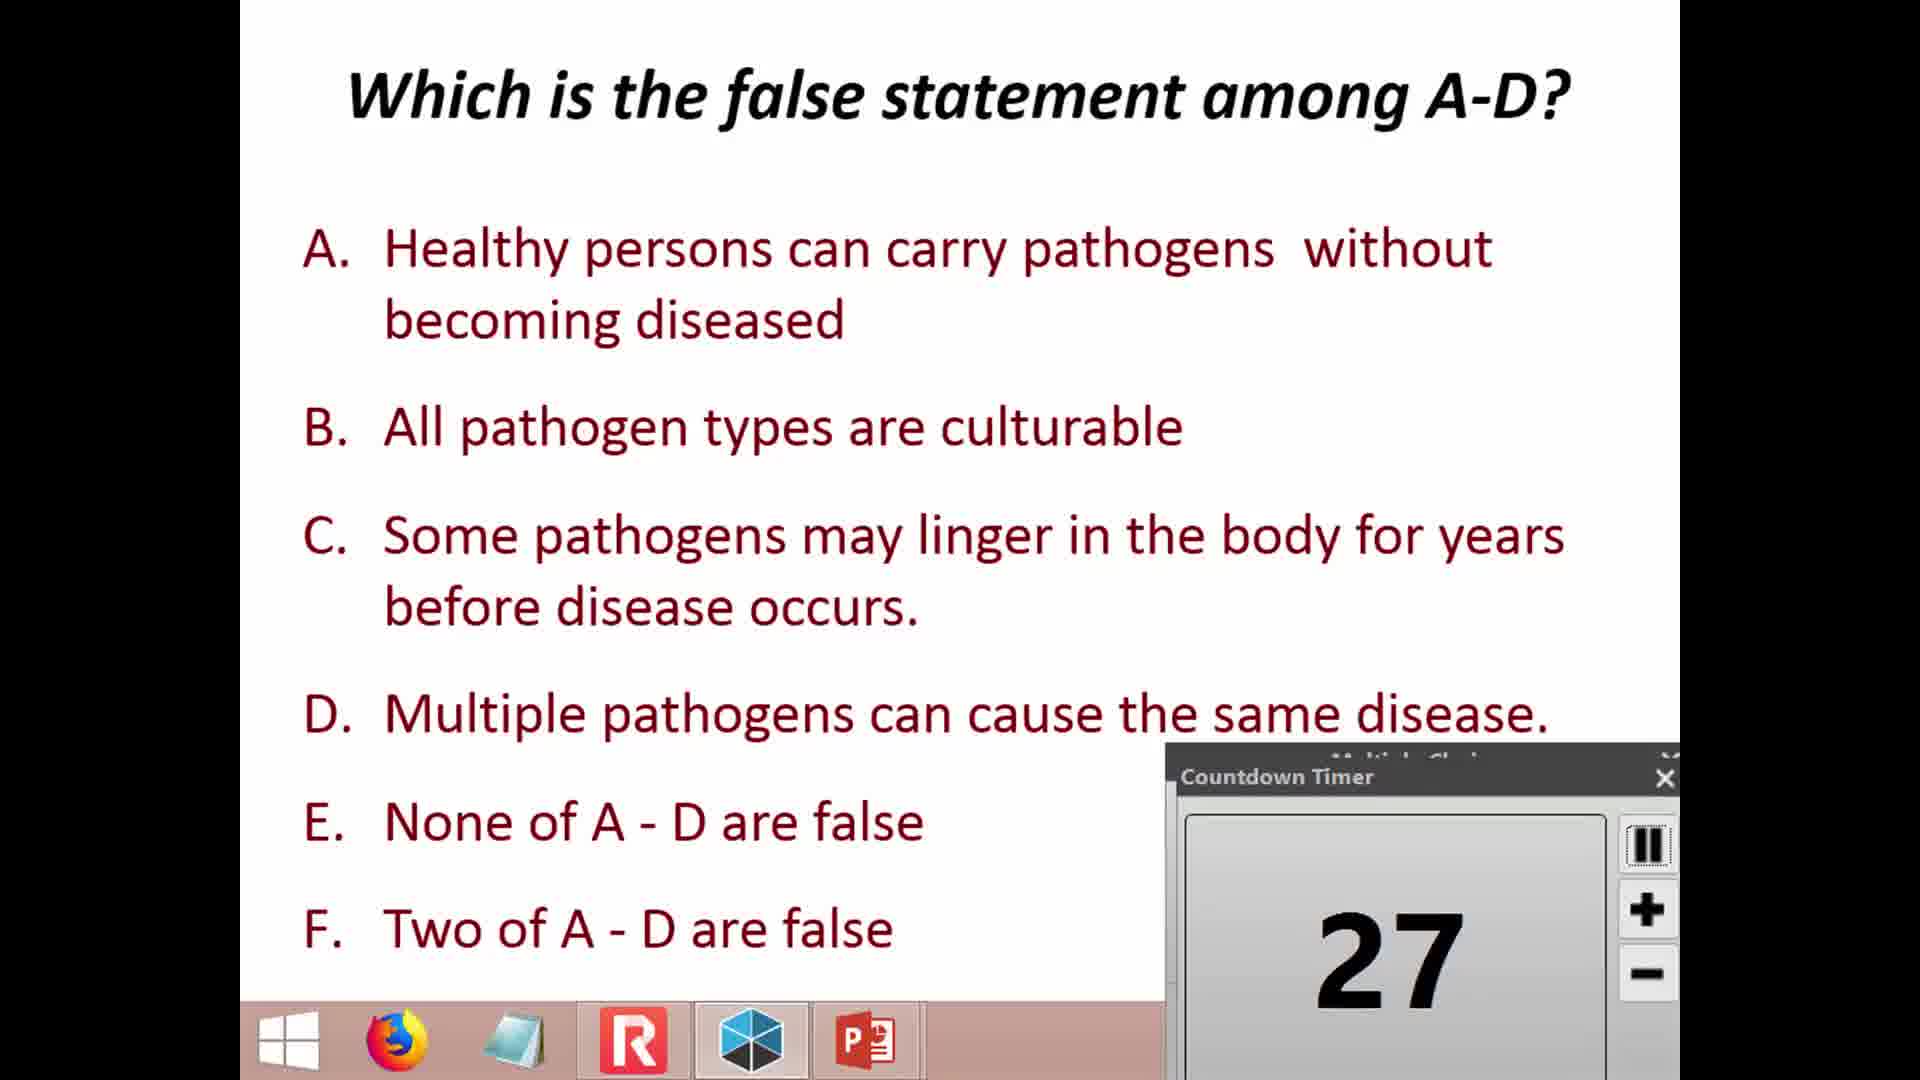 Which is the false statement among A-D?
A. Healthy persons can carry pathogens without
becoming diseased
B. All pathogen types are culturable
C. Some pathogens may linger in the body for years
before disease occurs.
D. Multiple pathogens can cause the same disease.
E. None of A - D are false
F. Two of A - D are false
Countdown Timer
27